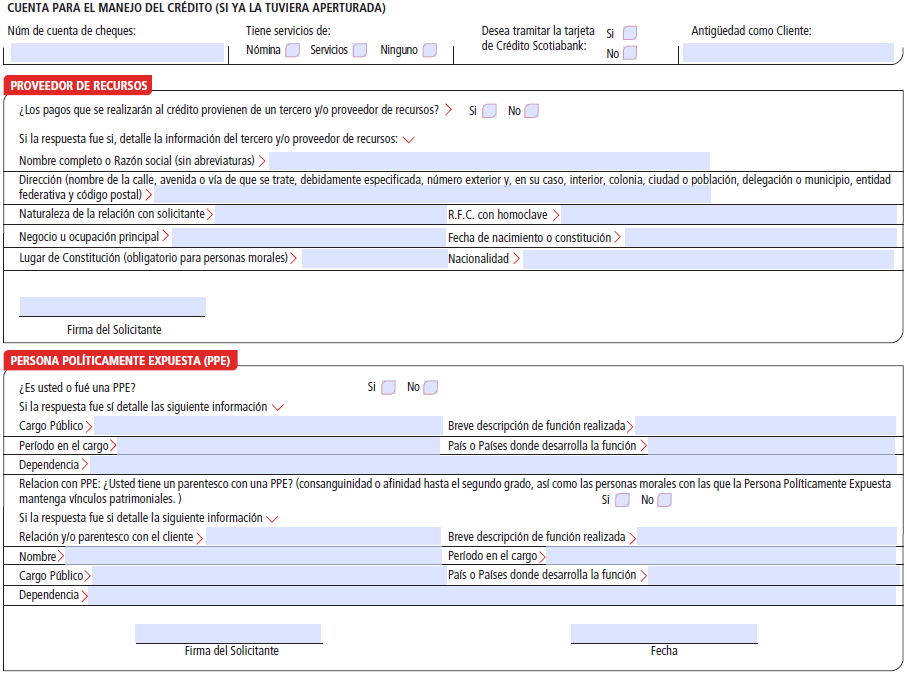 CUENTA PARA EL MANEJO DEL CRÉDITO (SI YA LA TUVIERA APERTURADA)
Núm de cuenta de cheques:
Tiene servicios de:
Nómina Servicios Ninguno
Desea tramitar la tarjeta
de Crédito Scotiabank:
Si
No
Antigüedad como Cliente:
PROVEEDOR DE RECURSOS
¿Los pagos que se realizarán al crédito provienen de un tercero y/o proveedor de recursos? Si No
Si la respuesta fue si, detalle la información del tercero y/o proveedor de recursos:
Nombre completo o Razón social (sin abreviaturas)
Dirección (nombre de la calle, avenida o vía de que se trate, debidamente especificada, número exterior y, en su caso, interior, colonia, ciudad o población, delegación o municipio, entidad
federativa y código postal)
Naturaleza de la relación con solicitante R.F.C. con homoclave
Negocio u ocupación principal Fecha de nacimiento o constitución
Lugar de Constitución (obligatorio para personas morales) Nacionalidad
Firma del Solicitante
PERSONA POLÍTICAMENTE EXPUESTA (PPE)
¿Es usted o fué una PPE? Si No
Si la respuesta fue sí detalle las siguiente información
Cargo Público Breve descripción de función realizada
Período en el cargo País o Países donde desarrolla la función
Dependencia
Relacion con PPE: ¿Usted tiene un parentesco con una PPE? (consanguinidad o afinidad hasta el segundo grado, así como las personas morales con las que la Persona Políticamente Expuesta
mantenga vínculos patrimoniales. ) Si No
Si la respuesta fue si detalle la siguiente información
Relación y/o parentesco con el cliente Breve descripción de función realizada
Nombre Período en el cargo
Cargo Público País o Países donde desarrolla la función
Dependencia
Firma del Solicitante Fecha